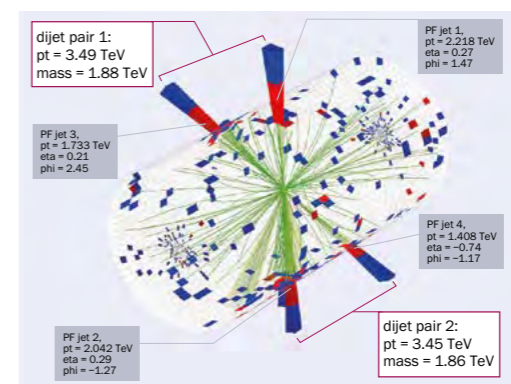 dijet pair 1:
pt = 3.49 TeV
mass = 1.88 TeV
PF jet 1,
pt = 2.218 TeV
eta = 0.27
phi = 1.47
PF jet 3,
pt = 1.733 TeV
eta = 0.21
phi = 2.45
PF jet 4,
pt = 1.408 TeV
eta = −0.74
phi = −1.17
PF jet 2,
pt = 2.042 TeV
eta = 0.29
phi = −1.27
dijet pair 2:
pt = 3.45 TeV
mass = 1.86 TeV